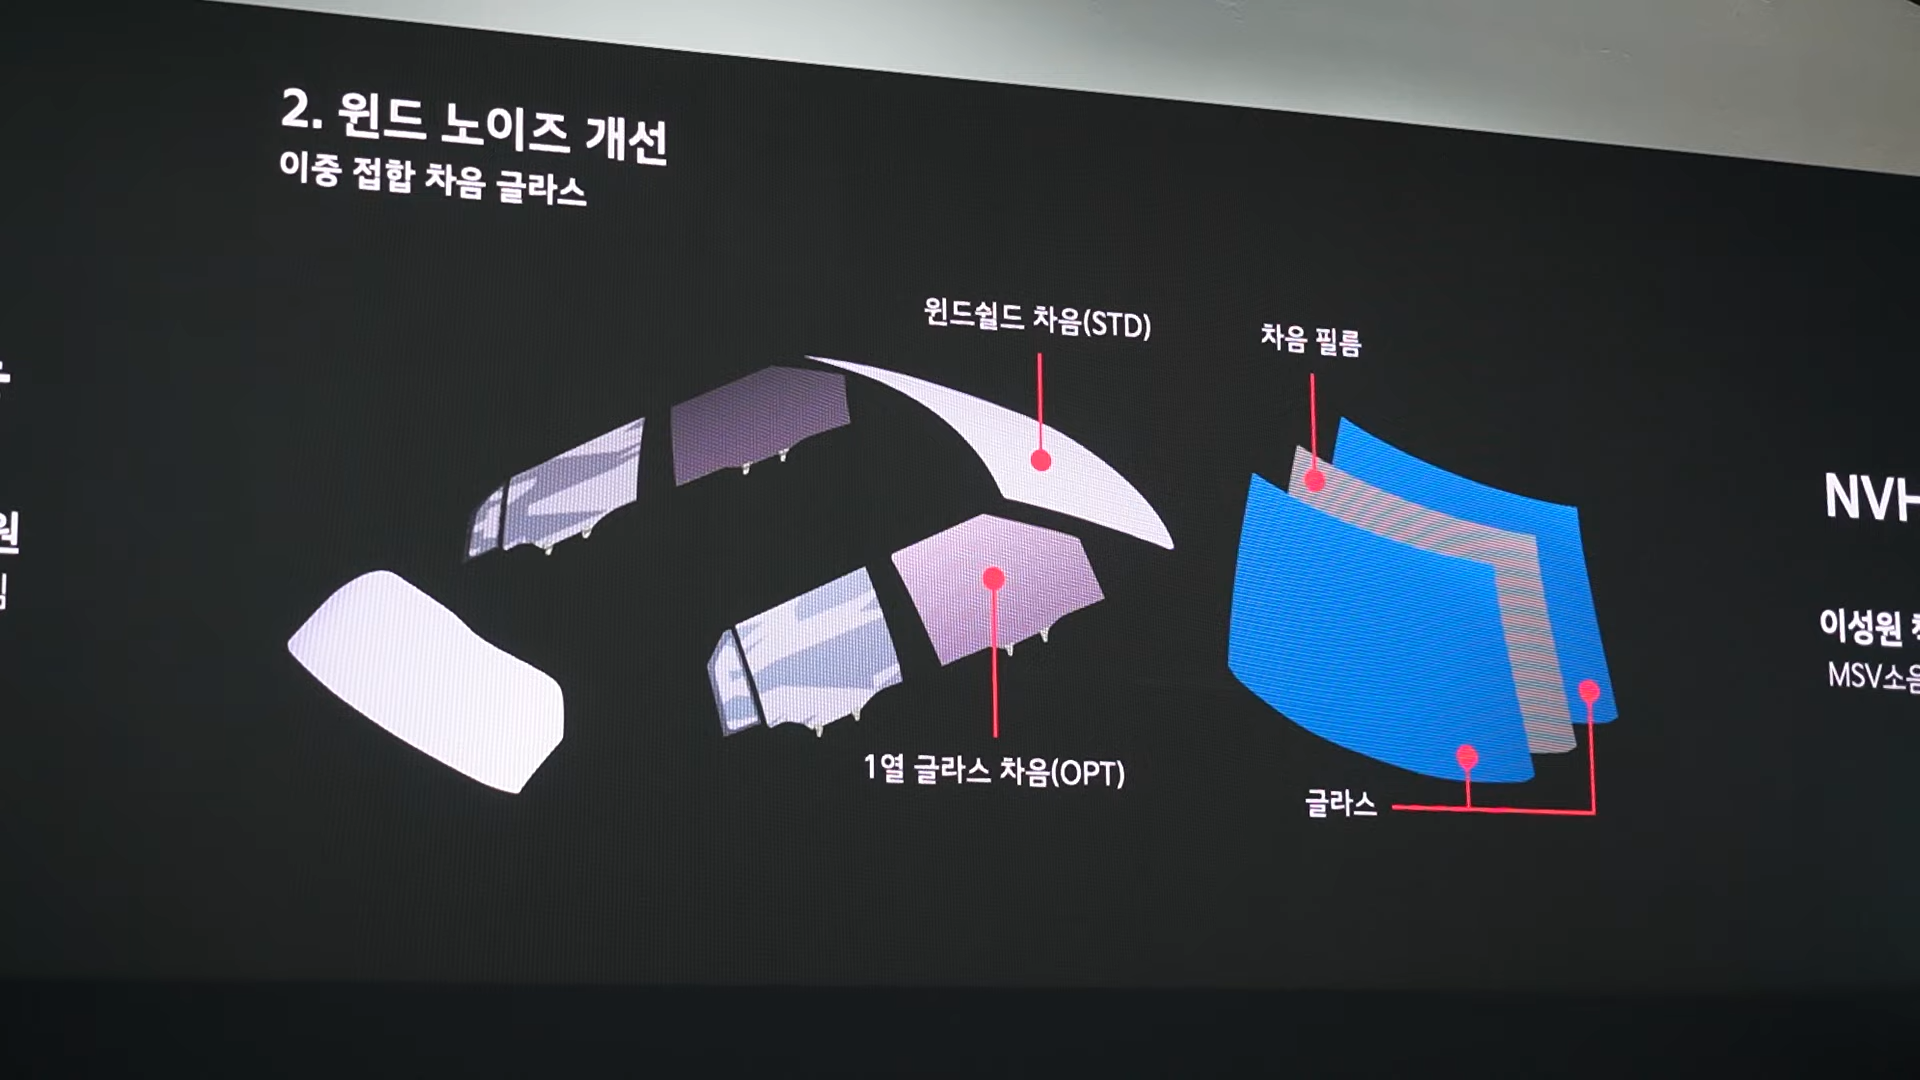 2. 윈드 노이즈 개선
이중 접합 차음 글라스
윈드쉴드 차음(STD)
차음 필름
1열 글라스 차음(OPT)
글라스
원
NVH
이성원
MSV소음